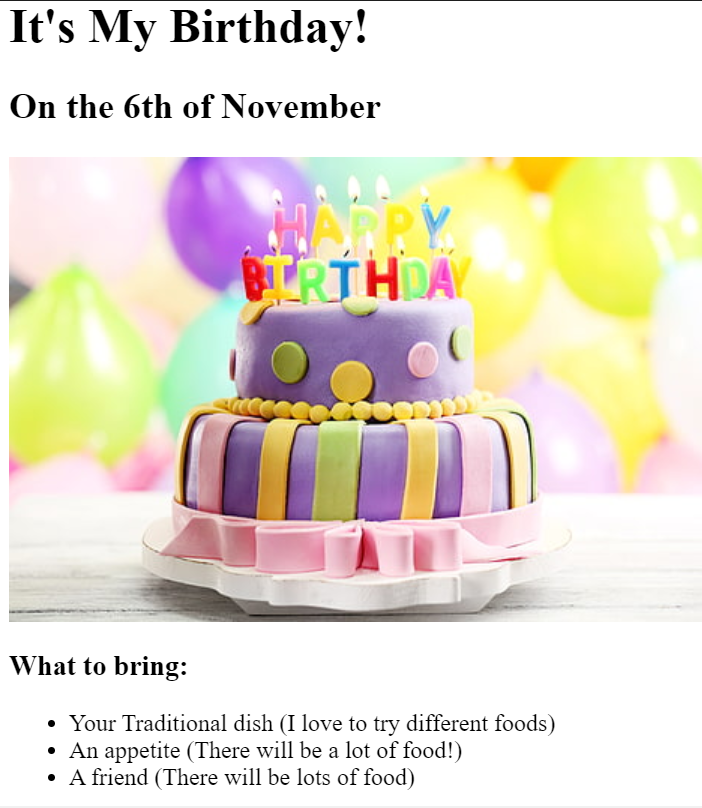 It's My Birthday!
On the 6th of November
HAPPY
BIRTHDAY
What to bring:
Your Traditional dish (I love to try different foods)
An appetite (There will be a lot of food!)
A friend (There will be lots of food)